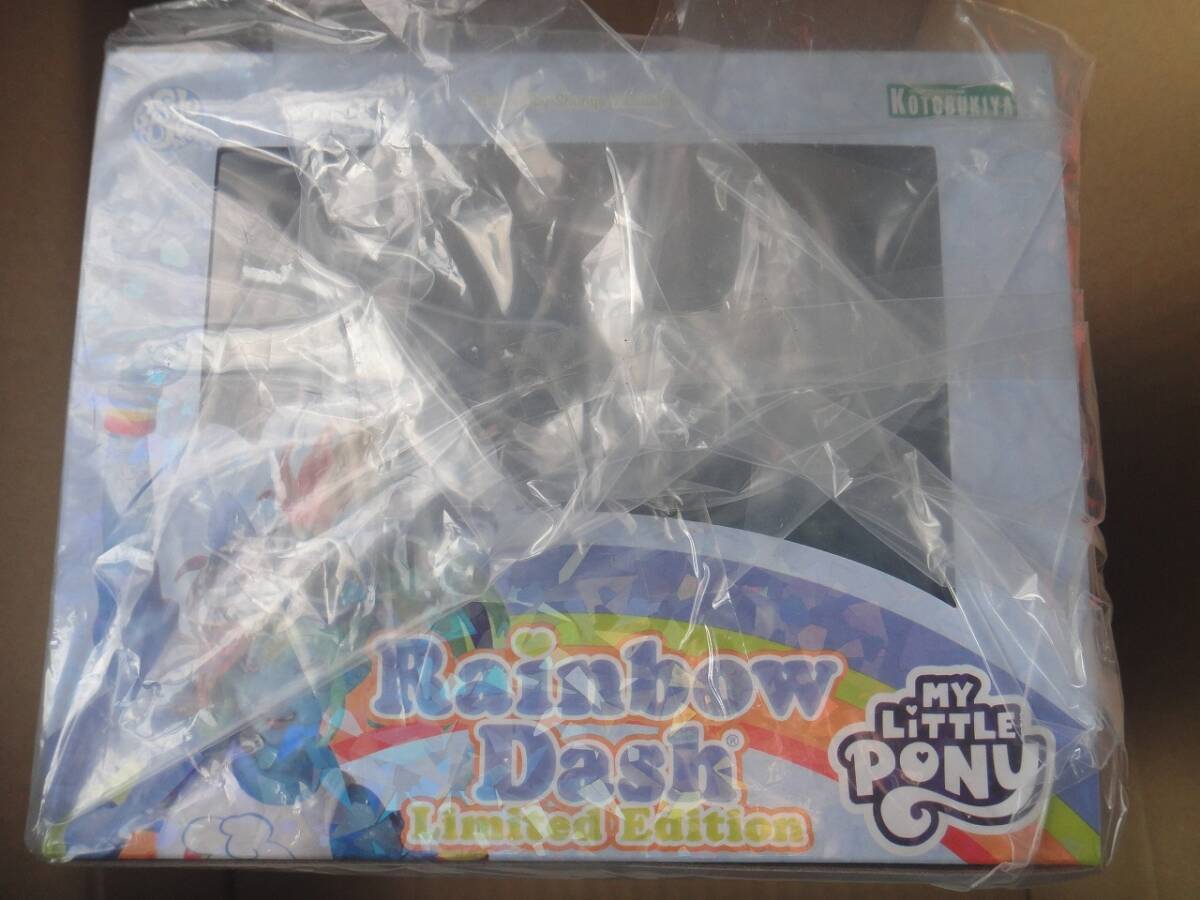 KOTOBUKIYA
Rainbow
Dash®
Limited Edition
MY
LITTLE
PONY